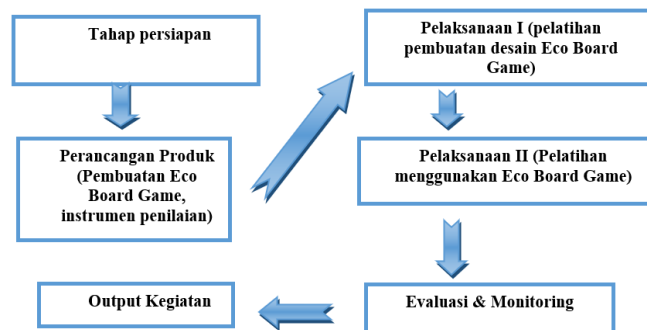 Tahap persiapan
Perancangan Produk
(Pembuatan Eco
Board Game,
instrumen penilaian)
Pelaksanaan I (pelatihan
pembuatan desain Eco Board
Game)
Pelaksanaan II (Pelatihan
menggunakan Eco Board Game)
Evaluasi & Monitoring
Output Kegiatan